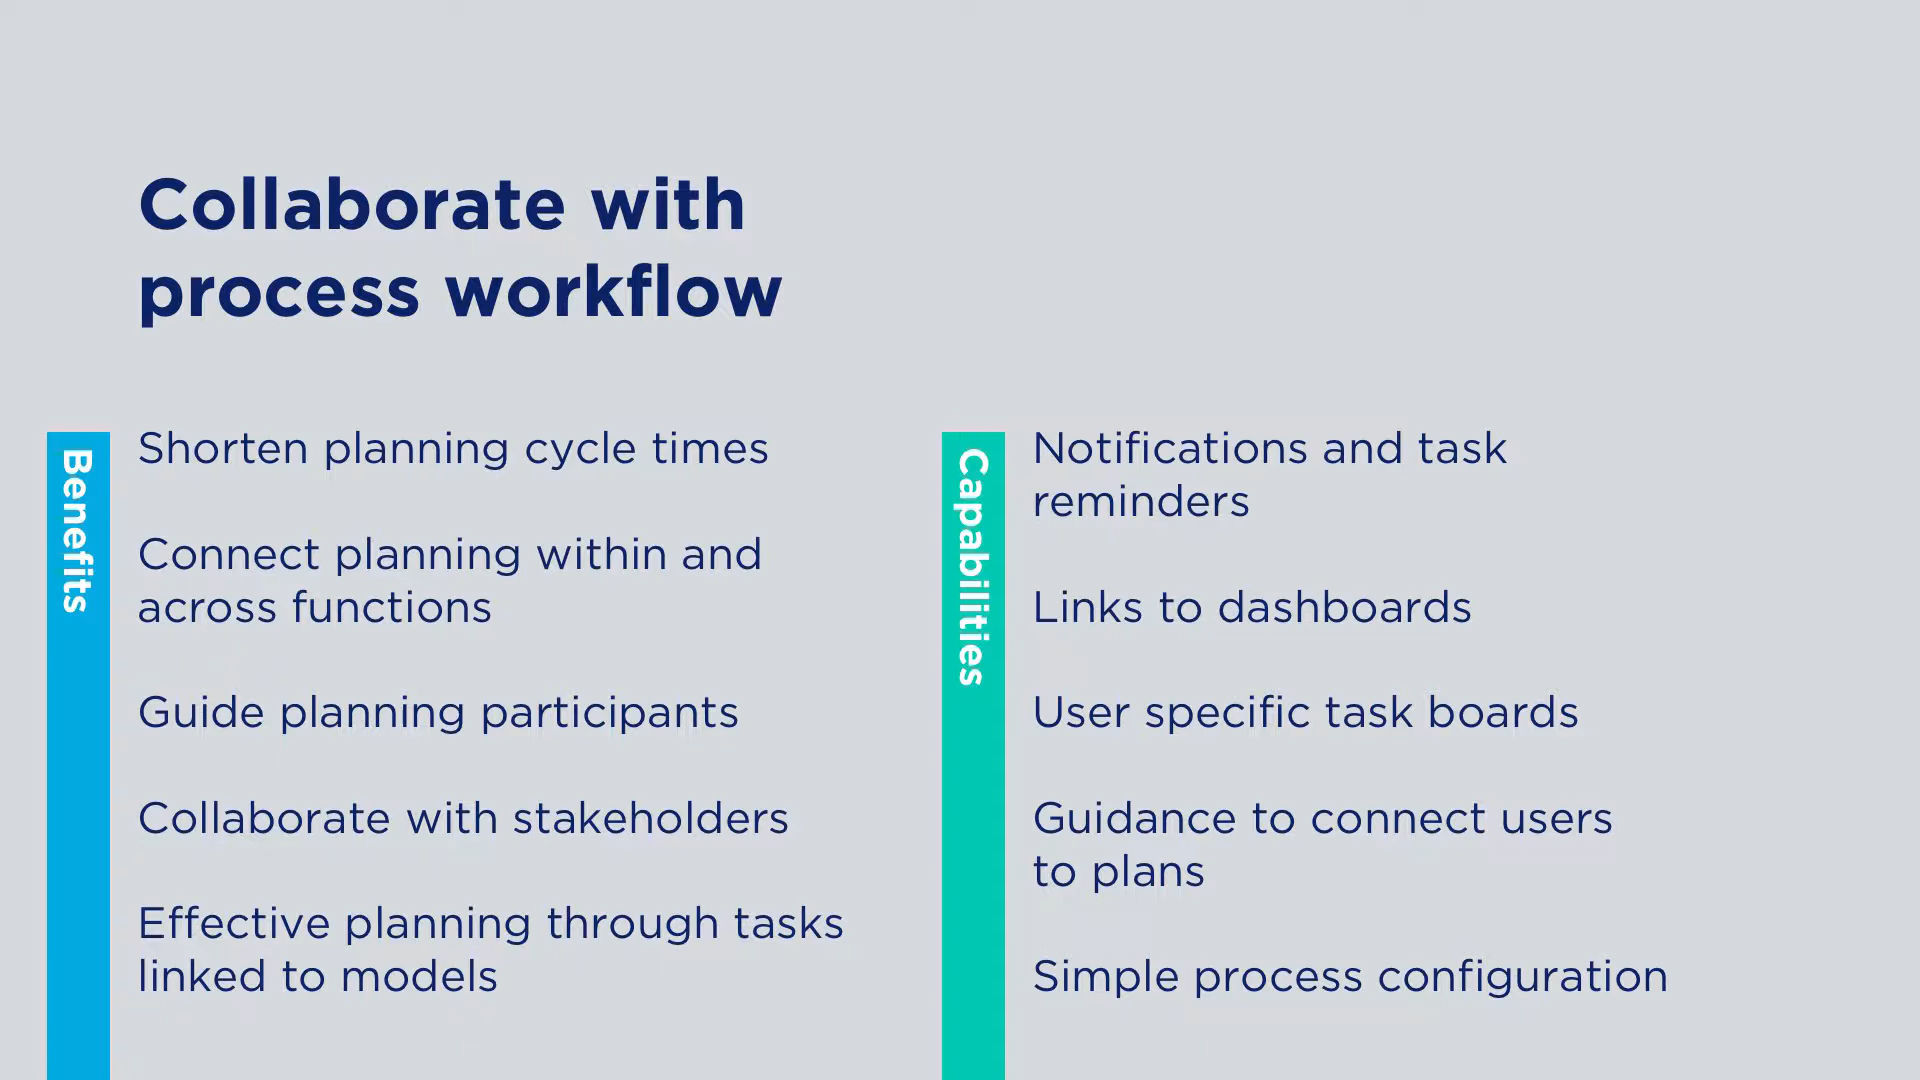 Collaborate with
process workflow
Benefits
Shorten planning cycle times
Connect planning within and
across functions
Guide planning participants
Collaborate with stakeholders
Effective planning through tasks
linked to models
Capabilities
Notifications and task
reminders
Links to dashboards
User specific task boards
Guidance to connect users
to plans
Simple process configuration